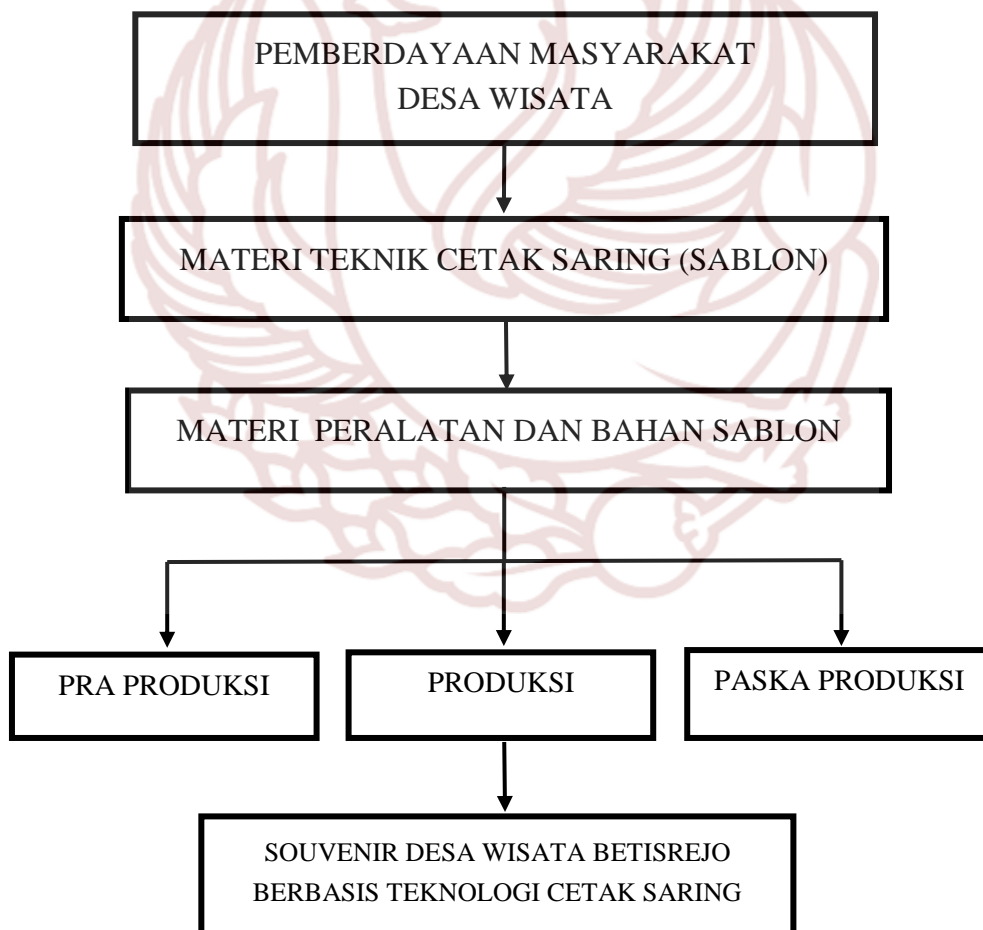 PEMBERDAYAAN MASYARAKAT
DESA WISATA
MATERI TEKNIK CETAK SARING (SABLON)
MATERI PERALATAN DAN BAHAN SABLON
PRA PRODUKSI
PRODUKSI
PASKA PRODUKSI
SOUVENIR DESA WISATA BETISREJO
BERBASIS TEKNOLOGI CETAK SARING